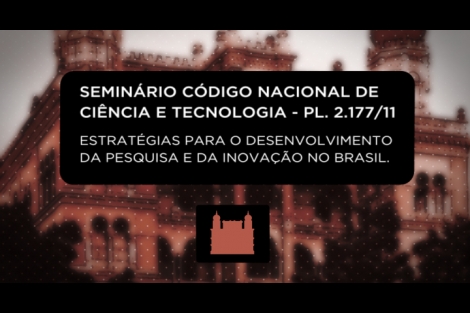 SEMINÁRIO CÓDIGO NACIONAL DE
CIÊNCIA E TECNOLOGIA - PL. 2.177/11
ESTRATÉGIAS PARA O DESENVOLVIMENTO
DA PESQUISA E DA INOVAÇÃO NO BRASIL.